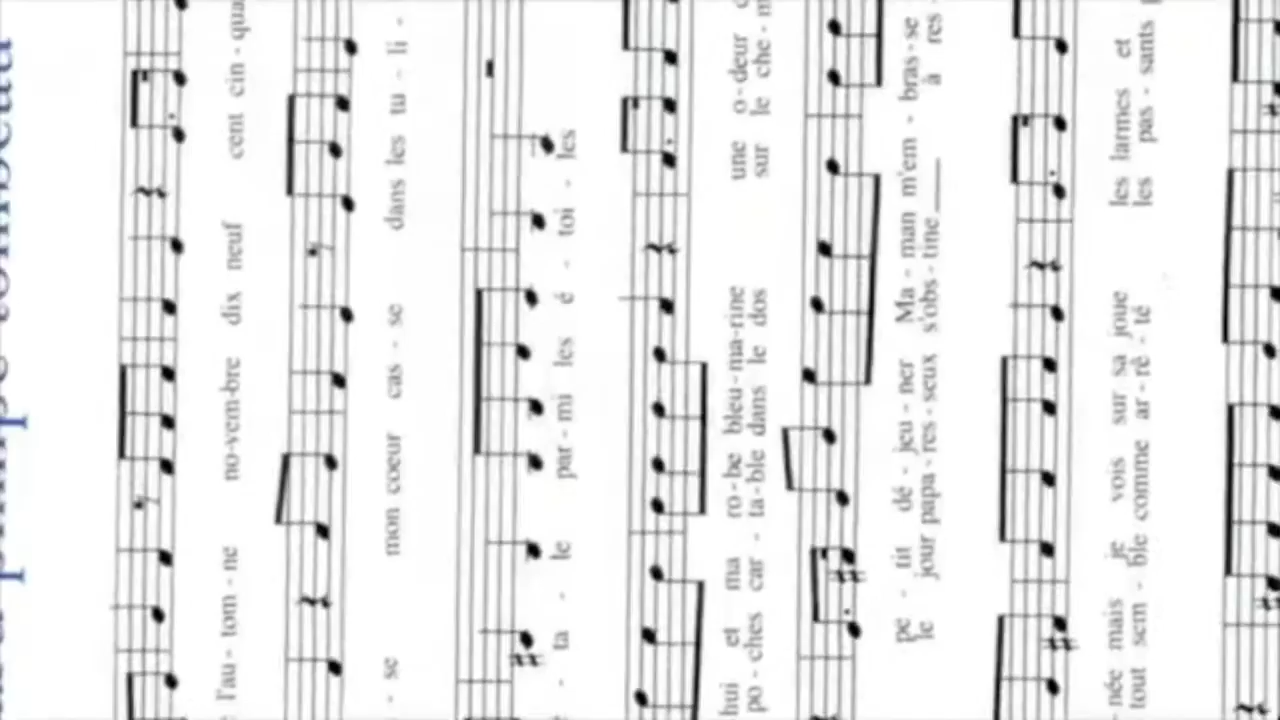 l'au - tom - ne no-vem-bre dix neuf cent cin - qua
- se mon coeur cas - se dans les tu - li -
- ta - le par - mi les é - toi - les
hui et ma ro - be bleu-ma-rine une o-deur
po - ches car - ta-ble dans le dos sur le che - m
pe - tit dé - jeu - ner Ma - man m'em - bras - se
le jour papa - res - seux s'obs - tine à res -
- née mais je vois sur sa joue les larmes et
tout sem - ble comme ar - rê - té les pas - sants